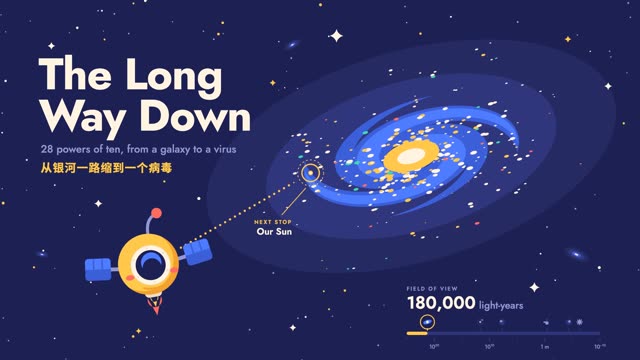 The Long
Way Down
28 powers of ten, from a galaxy to a virus
从银河一路缩到一个病毒
NEXT STOP
Our Sun
FIELD OF VIEW
180,000 light-years
1 m